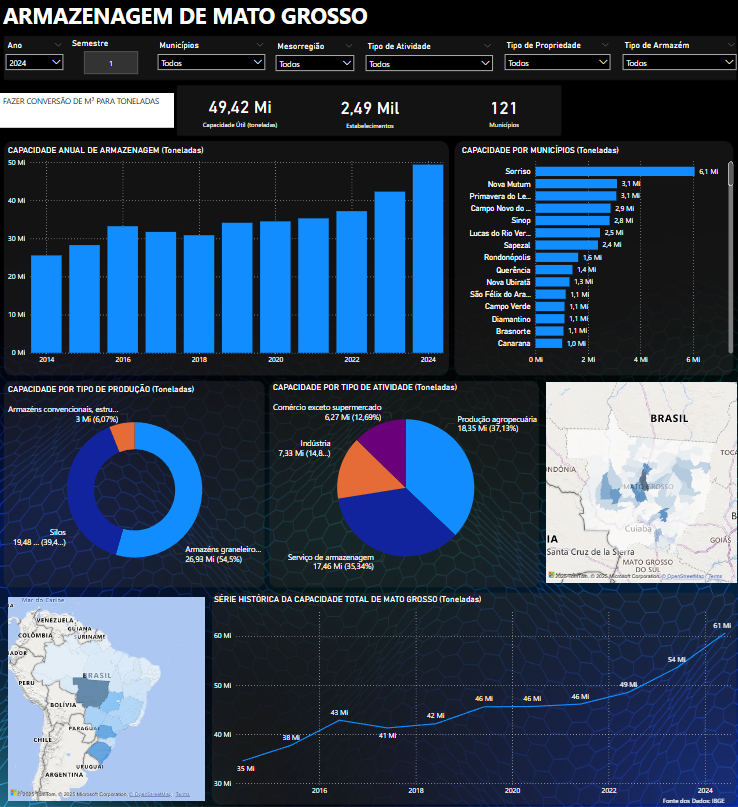 ARMAZENAGEM DE MATO GROSSO
Ano
Semestre
Municípios
Mesorregião
Tipo de Atividade
Tipo de Propriedade
Tipo de Armazém
2024
1
Todos
Todos
Todos
Todos
Todos
FAZER CONVERSÃO DE M³ PARA TONELADAS
49,42 Mi
Capacidade Útil (toneladas)
2,49 Mil
Estabelecimentos
121
Municípios
CAPACIDADE ANUAL DE ARMAZENAGEM (Toneladas)
50 Mi
40 Mi
30 Mi
20 Mi
10 Mi
0 Mi
2014
2016
2018
2020
2022
2024
CAPACIDADE POR MUNICÍPIOS (Toneladas)
Sorriso 6,1 Mi
Nova Mutum 3,1 Mi
Primavera do Le... 3,1 Mi
Campo Novo do ... 2,9 Mi
Sinop 2,8 Mi
Lucas do Rio Ver... 2,5 Mi
Sapezal 2,4 Mi
Rondonópolis 1,6 Mi
Querência 1,4 Mi
Nova Ubiratã 1,3 Mi
São Félix do Ara... 1,1 Mi
Campo Verde 1,1 Mi
Diamantino 1,1 Mi
Brasnorte 1,1 Mi
Canarana 1,0 Mi
0 Mi
2 Mi
4 Mi
6 Mi
CAPACIDADE POR TIPO DE PRODUÇÃO (Toneladas)
Armazéns convencionais, estru...
3 Mi (6,07%)
Silos
19,48 ... (39,4...)
Armazéns graneleiro...
26,93 Mi (54,5%)
CAPACIDADE POR TIPO DE ATIVIDADE (Toneladas)
Comércio exceto supermercado
6,27 Mi (12,69%)
Indústria
7,33 Mi (14,8...)
Produção agropecuária
18,35 Mi (37,13%)
Serviço de armazenagem
17,46 Mi (35,34%)
BRASIL
TOCA
NDÔNIA
MATO GROSSO
Cuiabá
GOIÁS
IA
Santa Cruz de la Sierra
MATO GROSSO
DO SUL
© 2025 TomTom, © 2025 Microsoft Corporation, © OpenStreetMap Terms
Mar do Caribe
VENEZUELA
GUIANA
COLÔMBIA
SURINAME
ADOR
PERU
BRASIL
BOLÍVIA
PARAGUAI
CHILE
URUGUAI
ARGENTINA
© 2025 TomTom, © 2025 Microsoft Corporation, © OpenStreetMap Terms
SÉRIE HISTÓRICA DA CAPACIDADE TOTAL DE MATO GROSSO (Toneladas)
60 Mi
50 Mi
40 Mi
30 Mi
35 Mi
38 Mi
43 Mi
41 Mi
42 Mi
46 Mi
46 Mi
46 Mi
49 Mi
54 Mi
61 Mi
2016
2018
2020
2022
2024
Fonte dos Dados: IBGE